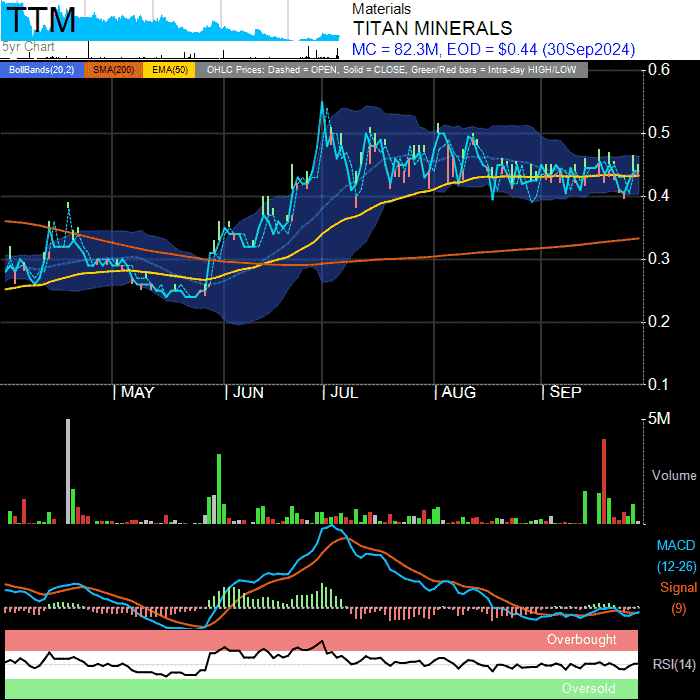 TTM
Materials
TITAN MINERALS
MC = 82.3M, EOD = $0.44 (30Sep2024)
5yr Chart
BollBands(20,2) SMA(200) EMA(50) OHLC Prices: Dashed = OPEN, Solid = CLOSE, Green/Red bars = Intra-day HIGH/LOW
0.6
0.5
0.4
0.3
0.2
0.1
MAY JUN JUL AUG SEP
5M
Volume
MACD
(12-26)
Signal
(9)
Overbought
RSI(14)
Oversold